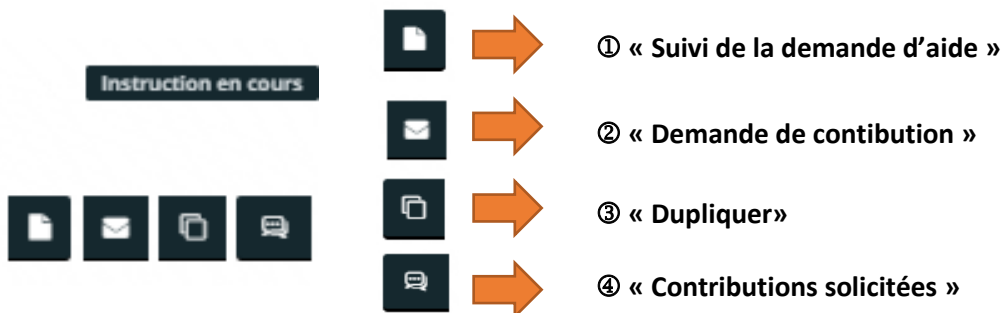 Instruction en cours
① « Suivi de la demande d’aide »
② « Demande de contibution »
③ « Dupliquer»
④ « Contributions solicitées »